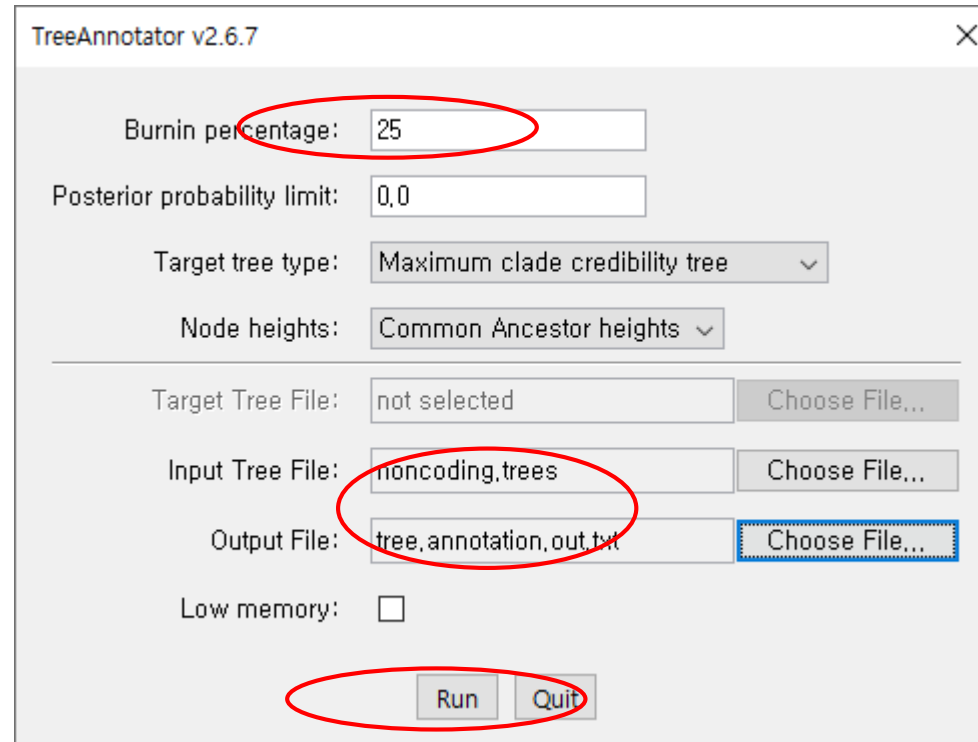 TreeAnnotator v2.6.7
Burnin percentage: 25
Posterior probability limit: 0.0
Target tree type: Maximum clade credibility tree
Node heights: Common Ancestor heights
Target Tree File: not selected Choose File...
Input Tree File: noncoding.trees Choose File...
Output File: tree.annotation.out.txt Choose File...
Low memory:
Run Quit